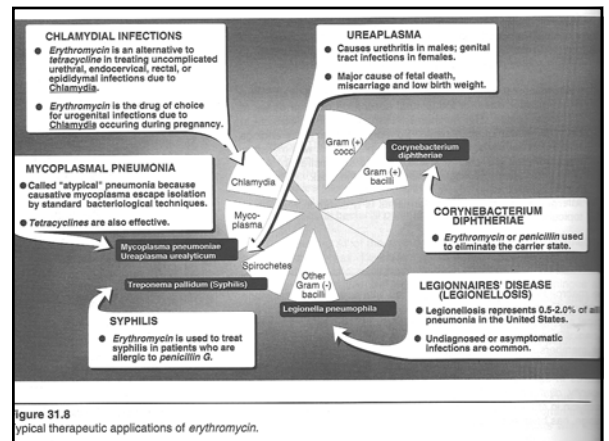 CHLAMYDIAL INFECTIONS
● Erythromycin is an alternative to
tetracycline in treating uncomplicated
urethral, endocervical, rectal, or
epididymal infections due to
Chlamydia.
● Erythromycin is the drug of choice
for urogenital infections due to
Chlamydia occuring during pregnancy.
UREAPLASMA
● Causes urethritis in males; genital
tract infections in females.
● Major cause of fetal death,
miscarriage and low birth weight.
Gram (+)
cocci
Gram (+)
bacilli
Corynebacterium
diphtheriae
Chlamydia
MYCOPLASMAL PNEUMONIA
● Called "atypical" pneumonia because
causative mycoplasma escape isolation
by standard bacteriological techniques.
● Tetracyclines are also effective.
Myco-
plasma
CORYNEBACTERIUM
DIPHTHERIAE
● Erythromycin or penicillin used
to eliminate the carrier state.
Mycoplasma pneumoniae
Ureaplasma urealyticum
Spirochetes
Other
Gram (-)
bacilli
Treponema pallidum (Syphilis)
Legionella pneumophila
LEGIONNAIRES' DISEASE
(LEGIONELLOSIS)
● Legionellosis represents 0.5-2.0% of all
pneumonia in the United States.
● Undiagnosed or asymptomatic
infections are common.
SYPHILIS
● Erythromycin is used to treat
syphilis in patients who are
allergic to penicillin G.
igure 31.8
ypical therapeutic applications of erythromycin.